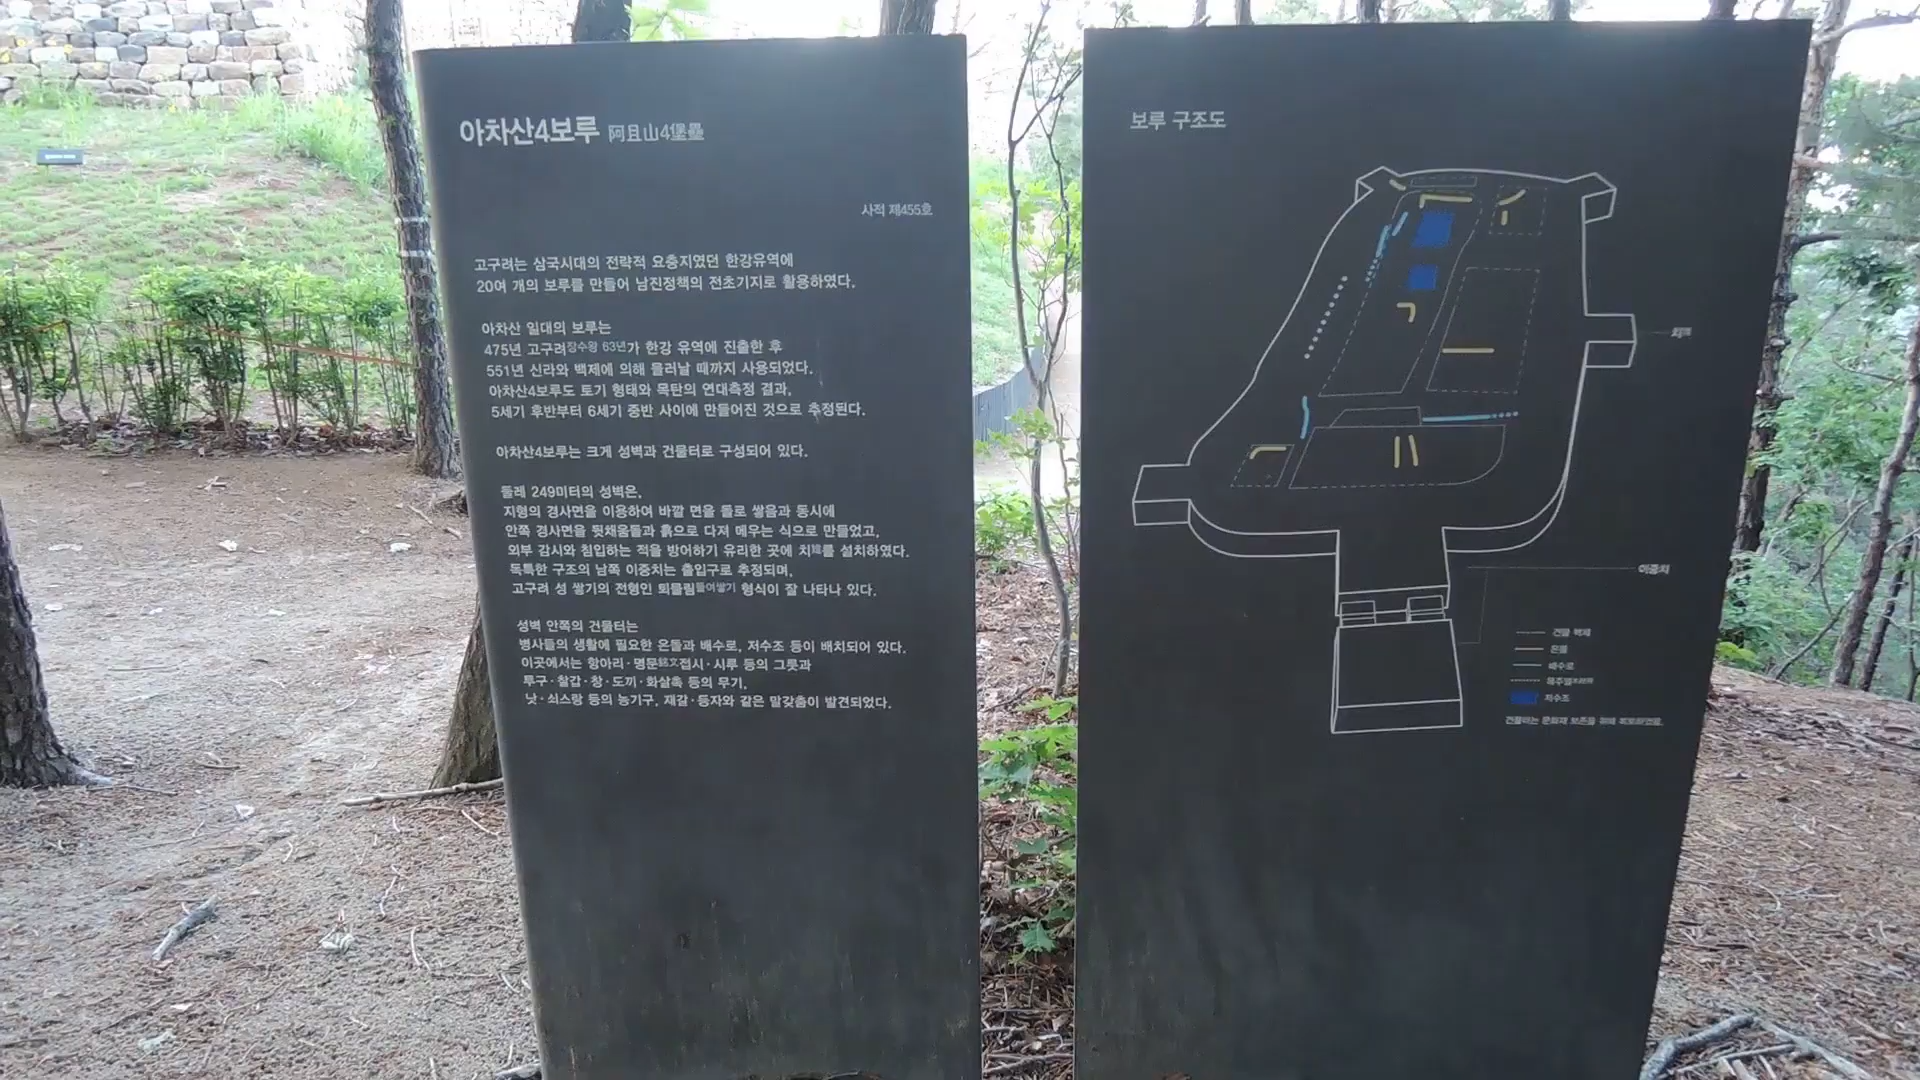 아차산4보루 阿且山4堡壘
사적 제455호
고구려는 삼국시대의 전략적 요충지였던 한강유역에
20여 개의 보루를 만들어 남진정책의 전초기지로 활용하였다.
아차산 일대의 보루는
475년 고구려장수왕 63년가 한강 유역에 진출한 후
551년 신라와 백제에 의해 물러날 때까지 사용되었다.
아차산4보루도 토기 형태와 목탄의 연대측정 결과,
5세기 후반부터 6세기 중반 사이에 만들어진 것으로 추정된다.
아차산4보루는 크게 성벽과 건물터로 구성되어 있다.
둘레 249미터의 성벽은,
지형의 경사면을 이용하여 바깥 면을 돌로 쌓음과 동시에
안쪽 경사면을 뒷채움돌과 흙으로 다져 메우는 식으로 만들었고,
외부 감시와 침입하는 적을 방어하기 유리한 곳에 치雉를 설치하였다.
독특한 구조의 남쪽 이중치는 출입구로 추정되며,
고구려 성 쌓기의 전형인 퇴물림들여쌓기 형식이 잘 나타나 있다.
성벽 안쪽의 건물터는
병사들의 생활에 필요한 온돌과 배수로, 저수조 등이 배치되어 있다.
이곳에서는 항아리·명문銘文접시·시루 등의 그릇과
투구·찰갑·창·도끼·화살촉 등의 무기,
낫·쇠스랑 등의 농기구, 재갈·등자와 같은 말갖춤이 발견되었다.
보루 구조도
이중치
건물 벽체
온돌
배수로
저수조
건물터는 문화재 보존을 위해 복토하였음.